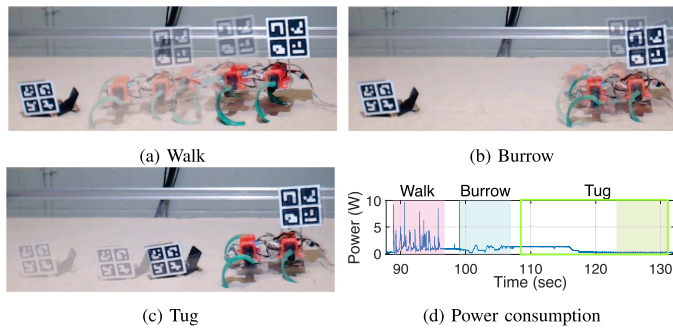 (a) Walk
(b) Burrow
(c) Tug
Walk Burrow Tug
10
5
0
Power (W)
90 100 110 120 130
Time (sec)
(d) Power consumption